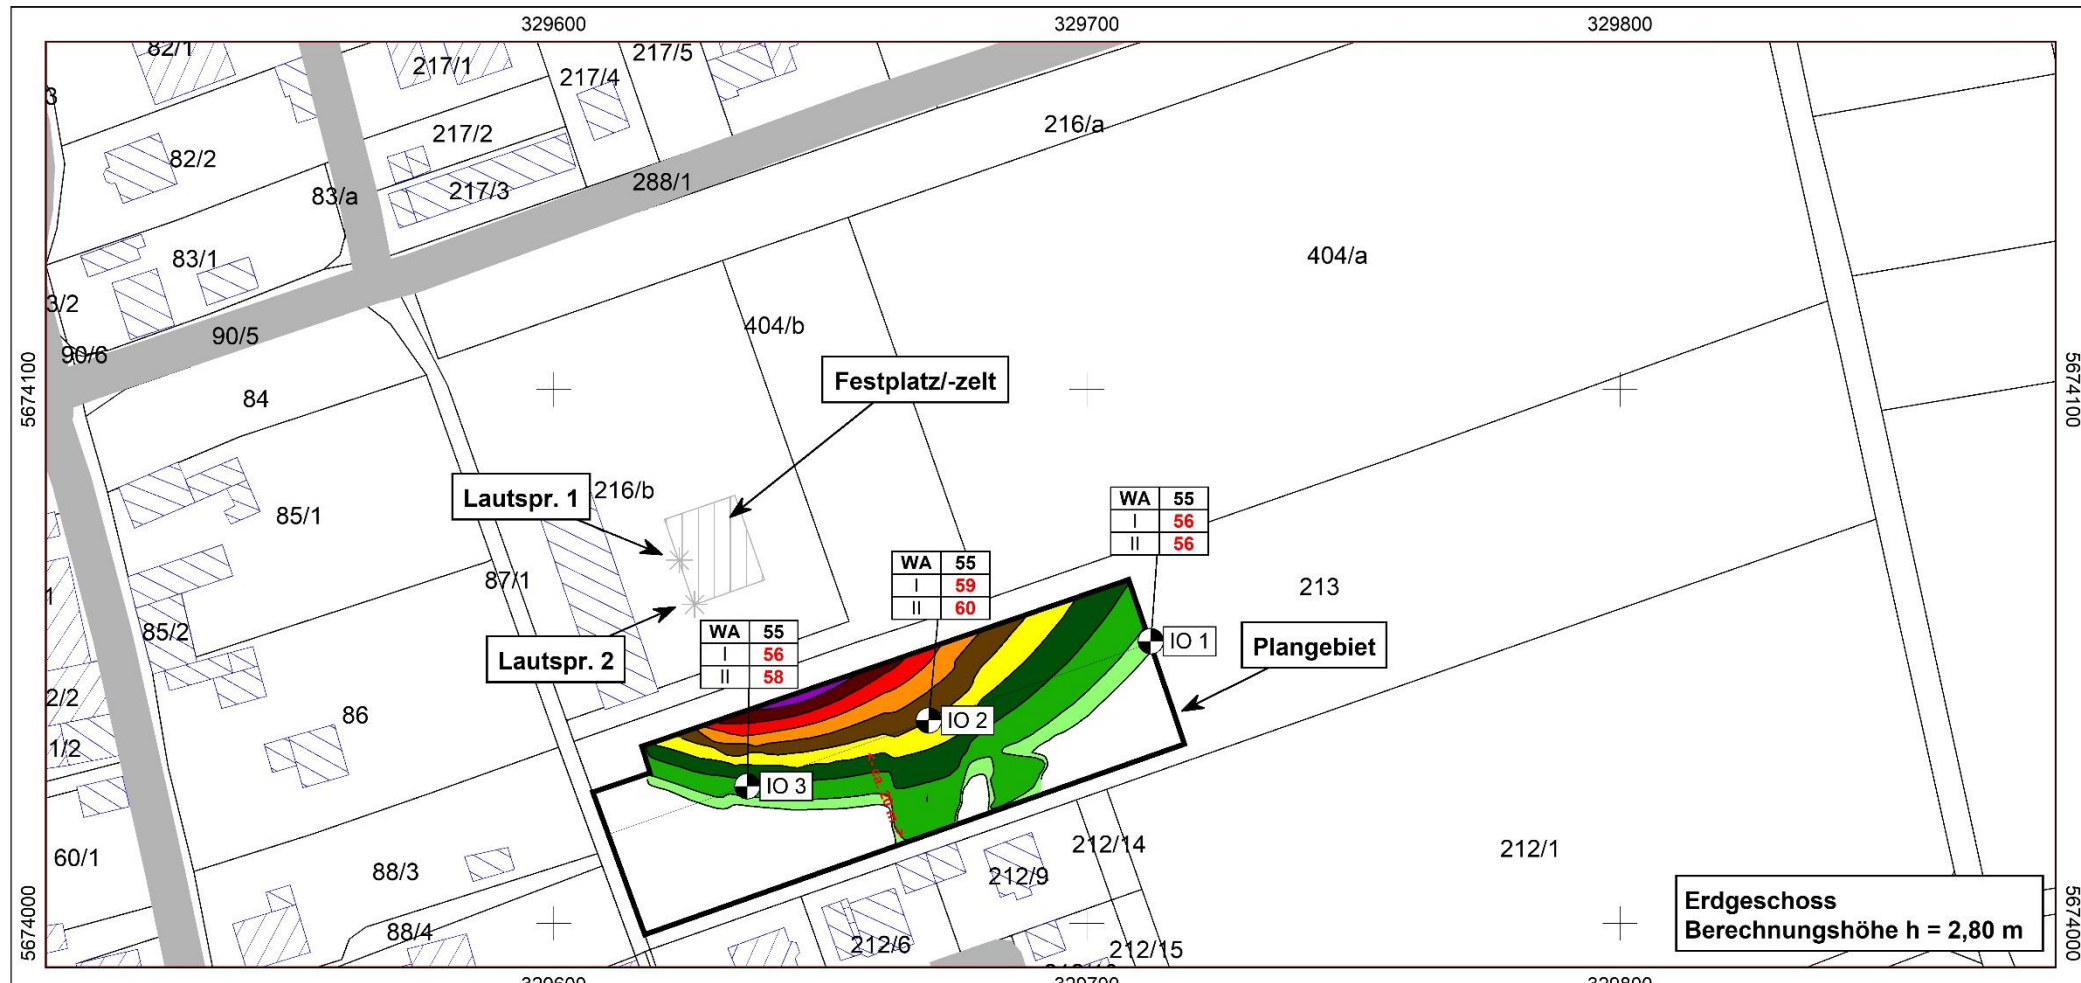 329600 329700 329800
82/1
217/1
217/4
217/5
3
217/2
216/a
82/2
83/a
217/3
288/1
83/1
404/a
3/2
90/5
404/b
90/6
5674100
5674100
84
Festplatz/-zelt
Lautspr. 1
216/b
85/1
WA 55
I 56
II 56
WA 55
I 59
II 60
87/1
213
1
85/2
WA 55
I 56
II 58
IO 1
Lautspr. 2
Plangebiet
2/2
86
IO 2
1/2
IO 3
<- ca. 20 m ->
60/1
88/3
212/14
212/1
212/9
Erdgeschoss
Berechnungshöhe h = 2,80 m
5674000
5674000
88/4
212/6
212/15
329600 329700 329800